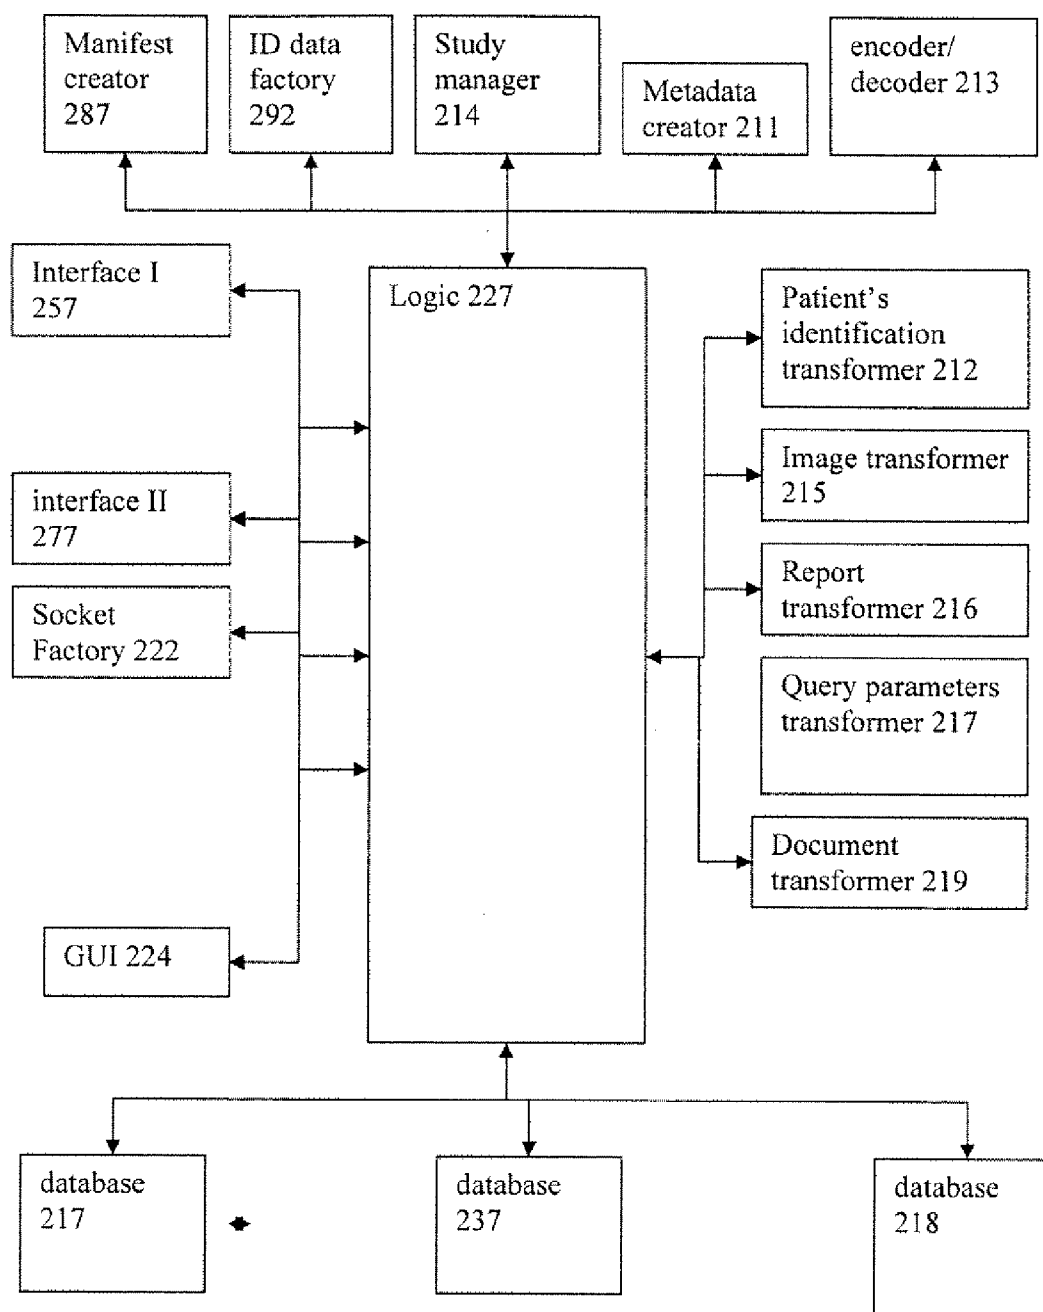 Manifest
creator
287
ID data
factory
292
Study
manager
214
Metadata
creator 211
encoder/
decoder 213
Interface I
257
Logic 227
Patient's
identification
transformer 212
Image transformer
215
interface II
277
Report
transformer 216
Socket
Factory 222
Query parameters
transformer 217
Document
transformer 219
GUI 224
database
217
database
237
database
218